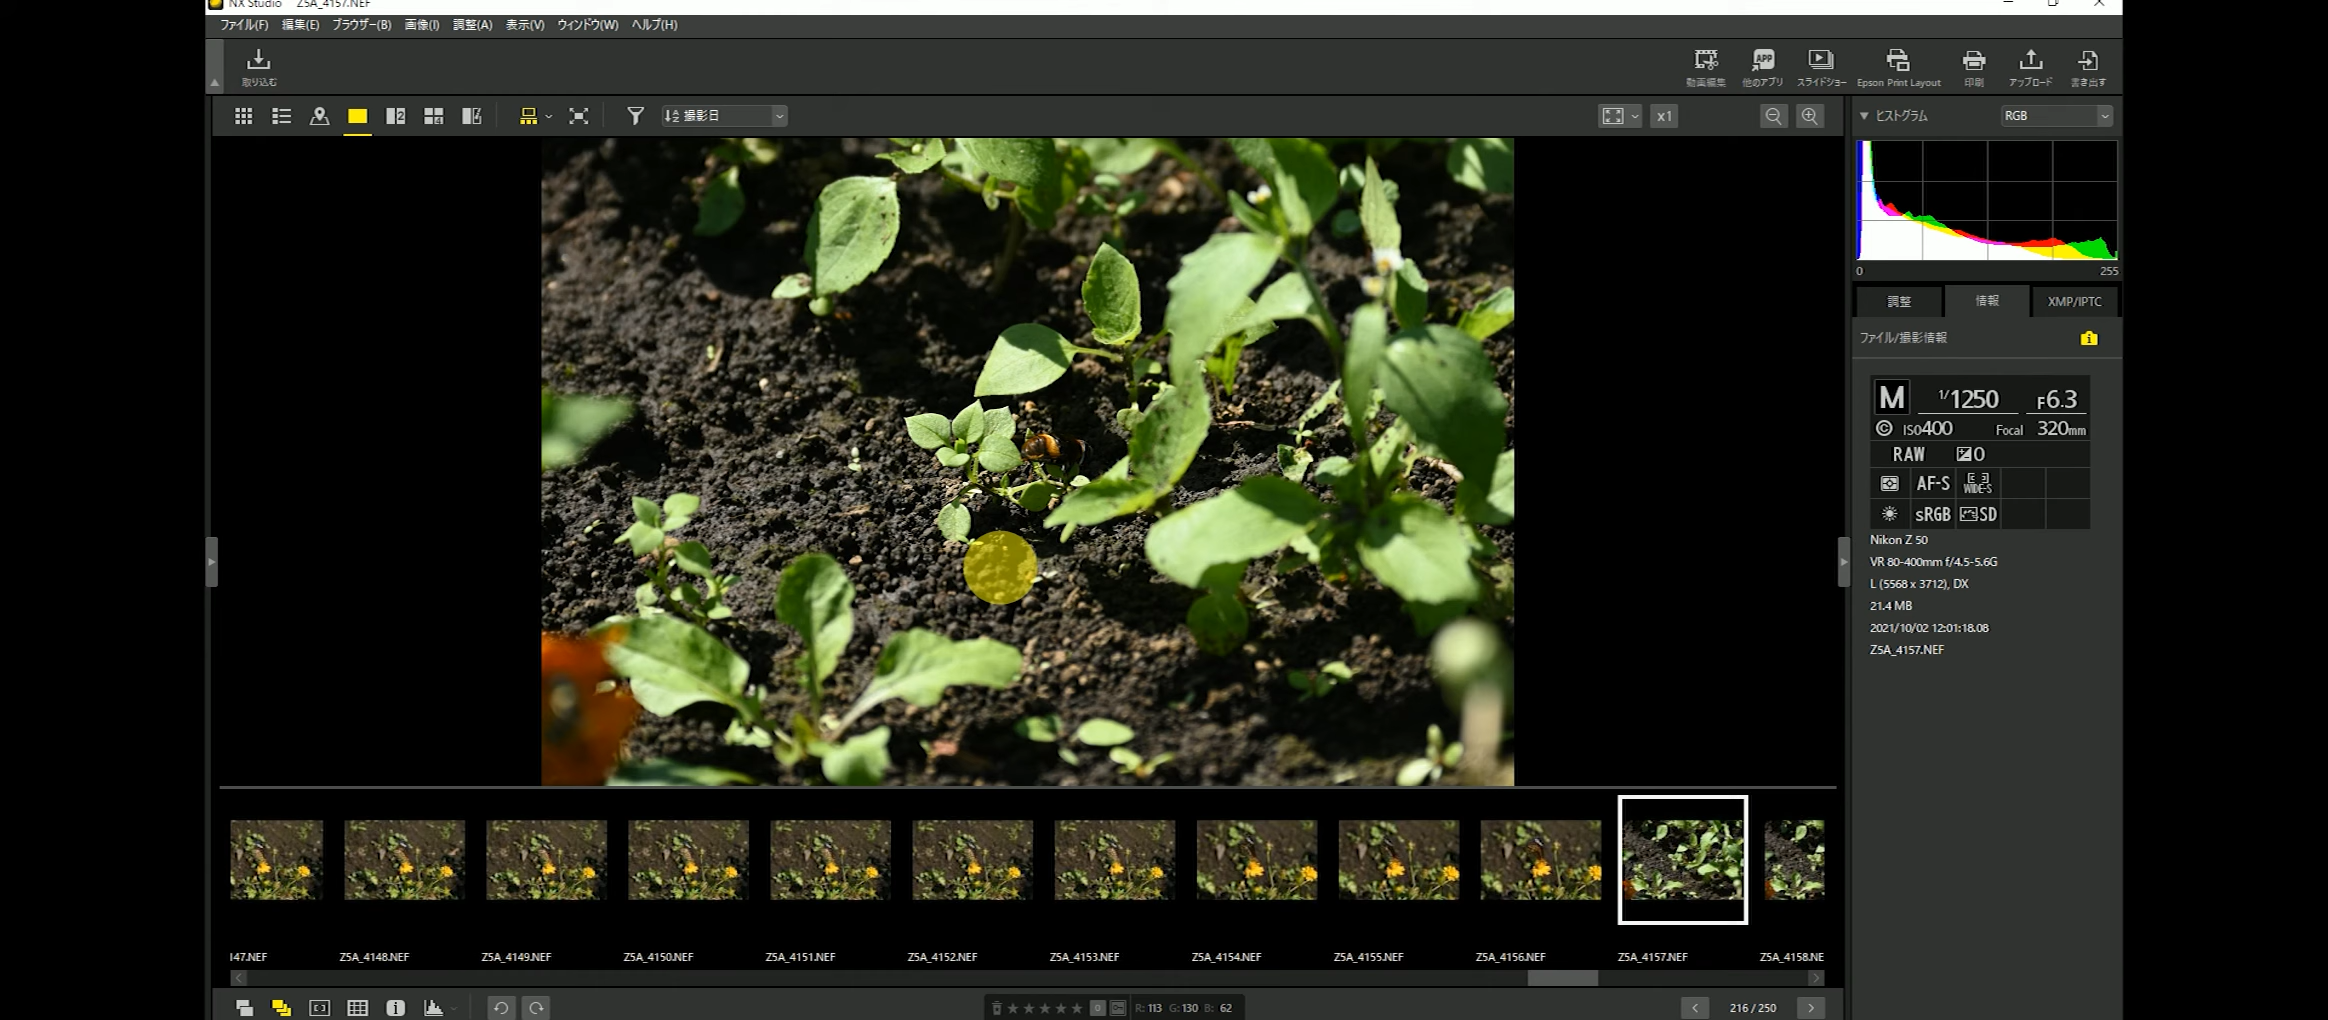 NX Studio Z5A_4157.NEF
ファイル(F) 編集(E) ブラウザー(B) 画像(I) 調整(A) 表示(V) ウィンドウ(W) ヘルプ(H)
取り込む
APP
動画編集 他のアプリ スライドショー Epson Print Layout 印刷 アップロード 書き出す
撮影日
x1
ヒストグラム
RGB
0 255
調整 情報 XMP/IPTC
ファイル/撮影情報
M 1/1250 F6.3
ISO400 Focal 320mm
RAW 0
AF-S WIDE-S
sRGB SD
Nikon Z 50
VR 80-400mm f/4.5-5.6G
L (5568 x 3712), DX
21.4 MB
2021/10/02 12:01:18.08
Z5A_4157.NEF
147.NEF Z5A_4148.NEF Z5A_4149.NEF Z5A_4150.NEF Z5A_4151.NEF Z5A_4152.NEF Z5A_4153.NEF Z5A_4154.NEF Z5A_4155.NEF Z5A_4156.NEF Z5A_4157.NEF Z5A_4158.NE
0 R: 113 G: 130 B: 62
216 / 250